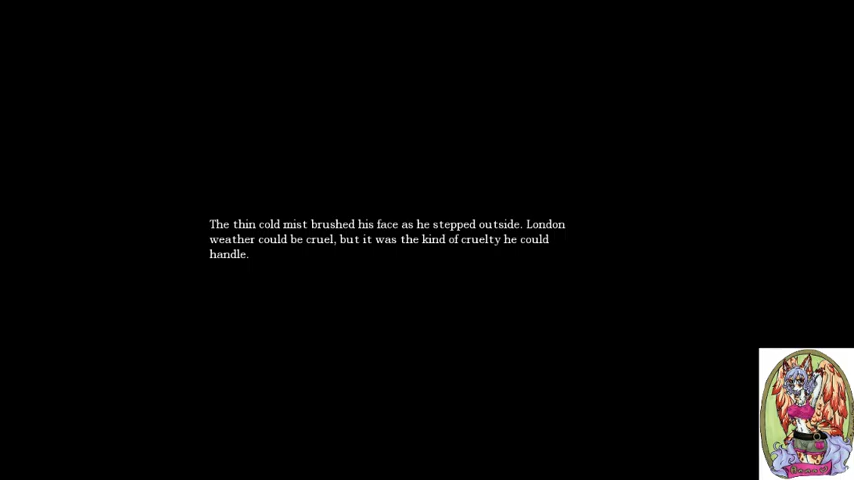 The thin cold mist brushed his face as he stepped outside. London
weather could be cruel, but it was the kind of cruelty he could
handle.